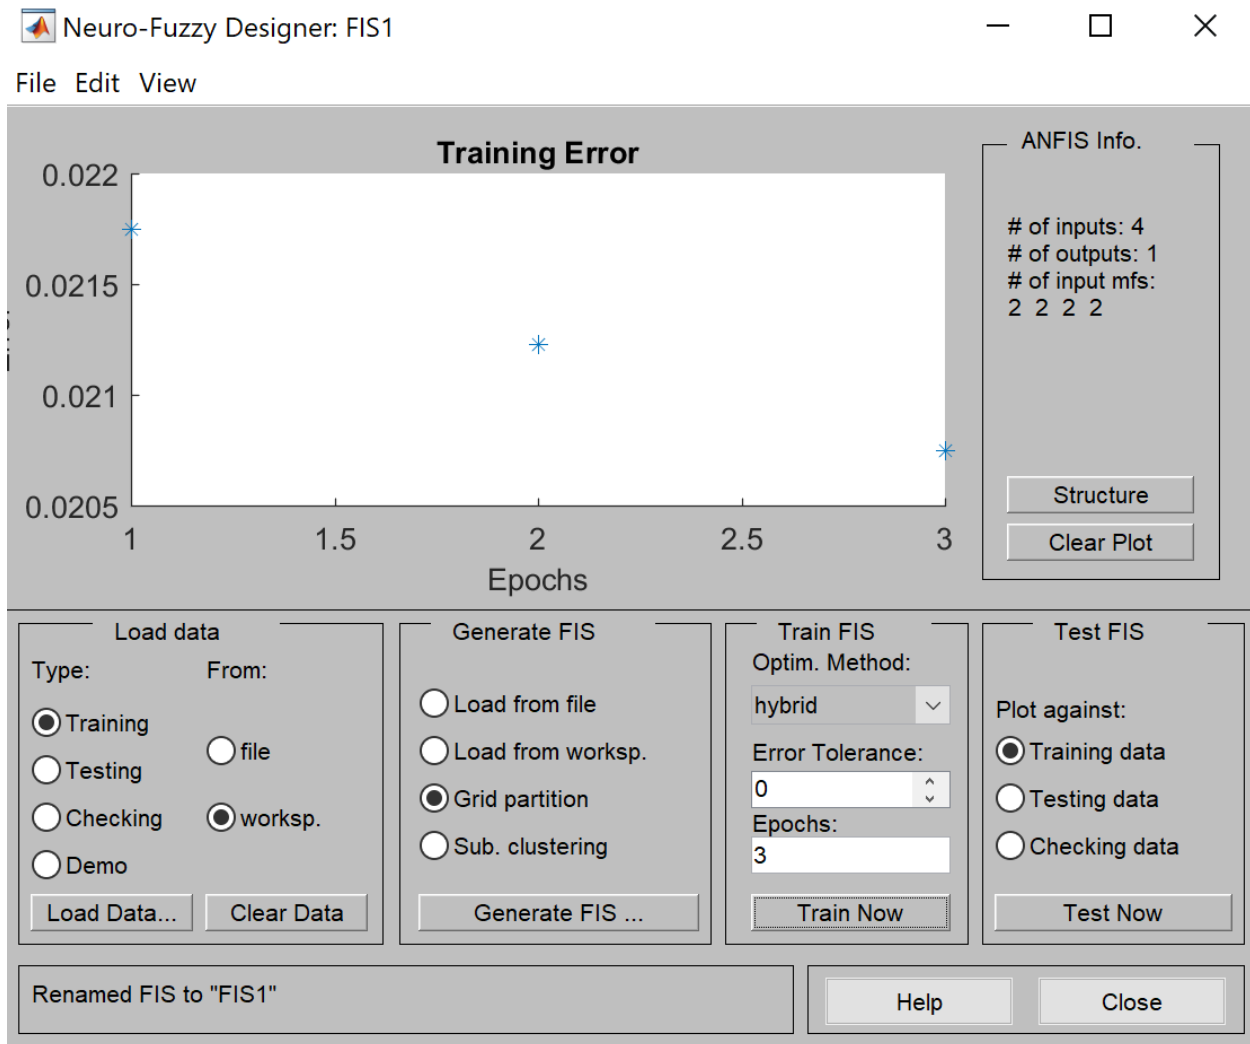 Neuro-Fuzzy Designer: FIS1
File Edit View
Training Error
0.022
0.0215
0.021
0.0205
1 1.5 2 2.5 3
Epochs
ANFIS Info.
# of inputs: 4
# of outputs: 1
# of input mfs:
2 2 2 2
Structure
Clear Plot
Load data
Type: From:
Training
Testing
Checking
Demo
file
worksp.
Load Data... Clear Data
Generate FIS
Load from file
Load from worksp.
Grid partition
Sub. clustering
Generate FIS ...
Train FIS
Optim. Method:
hybrid
Error Tolerance:
0
Epochs:
3
Train Now
Test FIS
Plot against:
Training data
Testing data
Checking data
Test Now
Renamed FIS to "FIS1"
Help Close